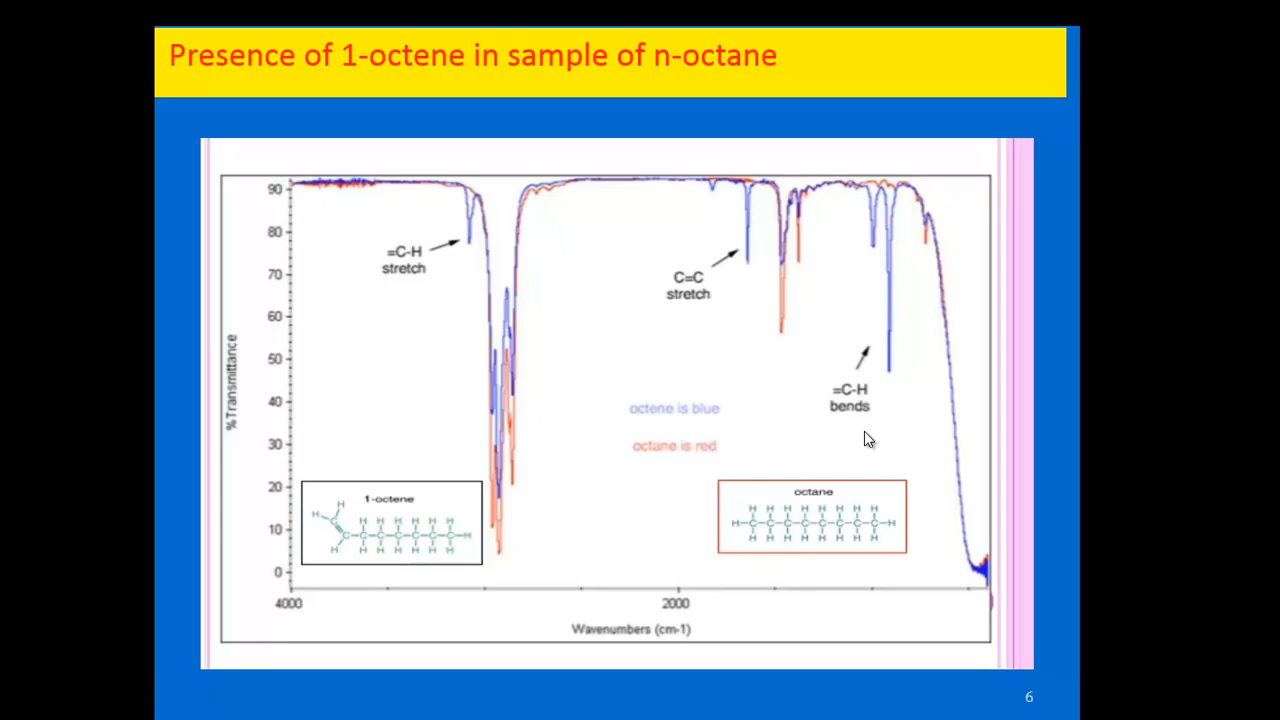 Presence of 1-octene in sample of n-octane
90
80
70
60
50
40
30
20
10
0
%Transmittance
=C-H
stretch
C=C
stretch
=C-H
bends
octene is blue
octane is red
1-octene
H
H
H H H H H H
C C C C C C H
H H H H H H H
octane
H H H H H H H H
H-C-C-C-C-C-C-C-C-H
H H H H H H H H
4000
2000
Wavenumbers (cm-1)
6